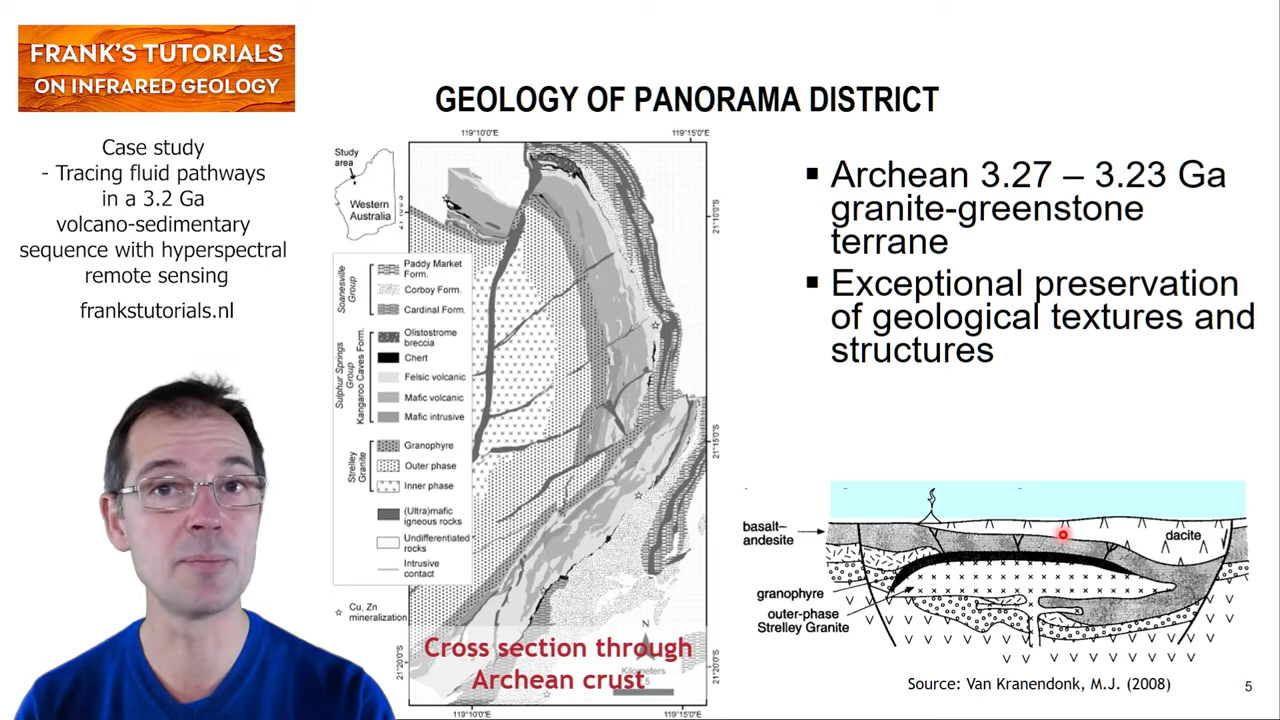 FRANK'S TUTORIALS
ON INFRARED GEOLOGY
Case study
- Tracing fluid pathways
in a 3.2 Ga
volcano-sedimentary
sequence with hyperspectral
remote sensing
frankstutorials.nl
GEOLOGY OF PANORAMA DISTRICT
119°10'0"E
119°15'0"E
Study
area
Western
Australia
21°10'0"S
Soanesville
Group
Paddy Market
Form.
Corboy Form.
Cardinal Form.
Sulphur Springs
Group
Kangaroo Caves Form.
Olistostrome
breccia
Chert
Felsic volcanic
Mafic volcanic
Mafic intrusive
Strelley
Granite
Granophyre
Outer phase
Inner phase
(Ultra)mafic
igneous rocks
Undifferentiated
rocks
Intrusive
contact
Cu, Zn
mineralization
21°15'0"S
21°20'0"S
21°20'0"S
N
Kilometers
5
Cross section through
Archean crust
119°10'0"E
119°15'0"E
▪ Archean 3.27 – 3.23 Ga
granite-greenstone
terrane
▪ Exceptional preservation
of geological textures and
structures
basalt–
andesite
dacite
granophyre
outer-phase
Strelley Granite
Source: Van Kranendonk, M.J. (2008)
5